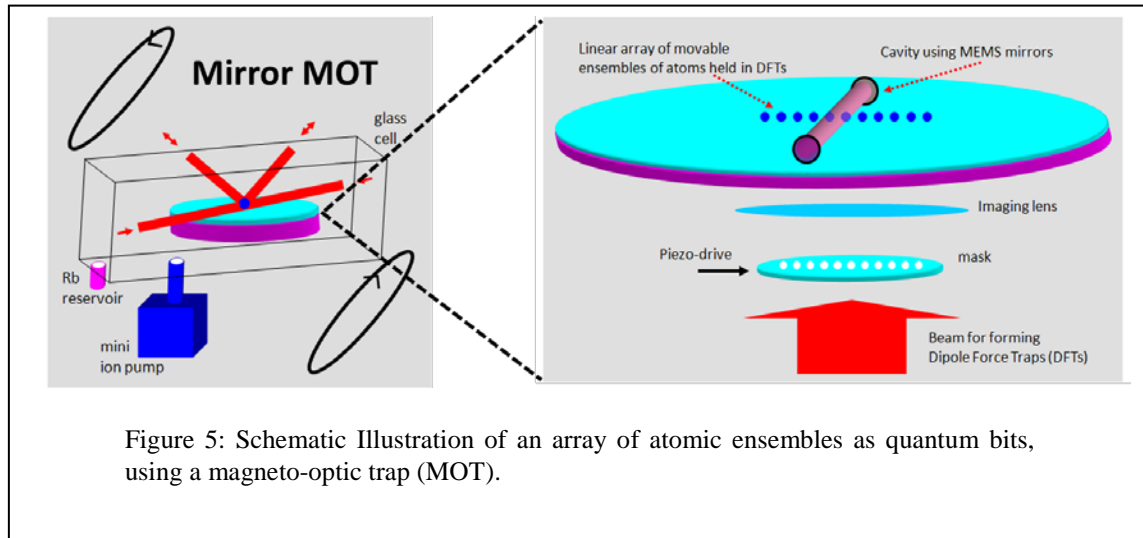 Mirror MOT
glass
cell
Rb
reservoir
mini
ion pump
Linear array of movable
ensembles of atoms held in DFTs
Cavity using MEMS mirrors
Imaging lens
Piezo-drive
mask
Beam for forming
Dipole Force Traps (DFTs)
Figure 5: Schematic Illustration of an array of atomic ensembles as quantum bits,
using a magneto-optic trap (MOT).